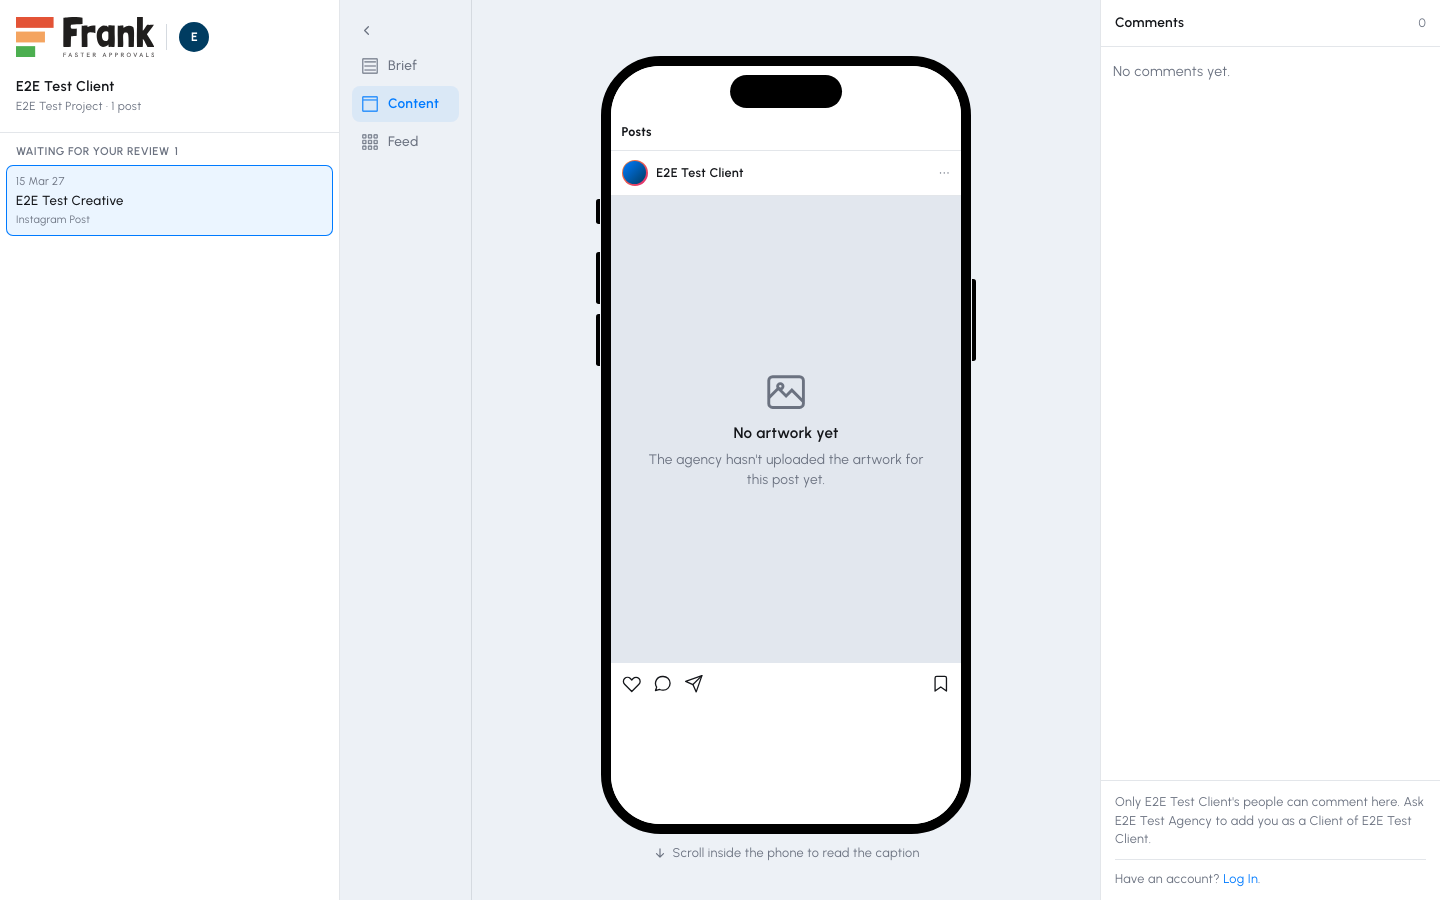 Frank
FASTER APPROVALS
E
E2E Test Client
E2E Test Project · 1 post
WAITING FOR YOUR REVIEW 1
15 Mar 27
E2E Test Creative
Instagram Post
Brief
Content
Feed
Posts
E2E Test Client
No artwork yet
The agency hasn't uploaded the artwork for
this post yet.
↓ Scroll inside the phone to read the caption
Comments 0
No comments yet.
Only E2E Test Client's people can comment here. Ask
E2E Test Agency to add you as a Client of E2E Test
Client.
Have an account? Log In.